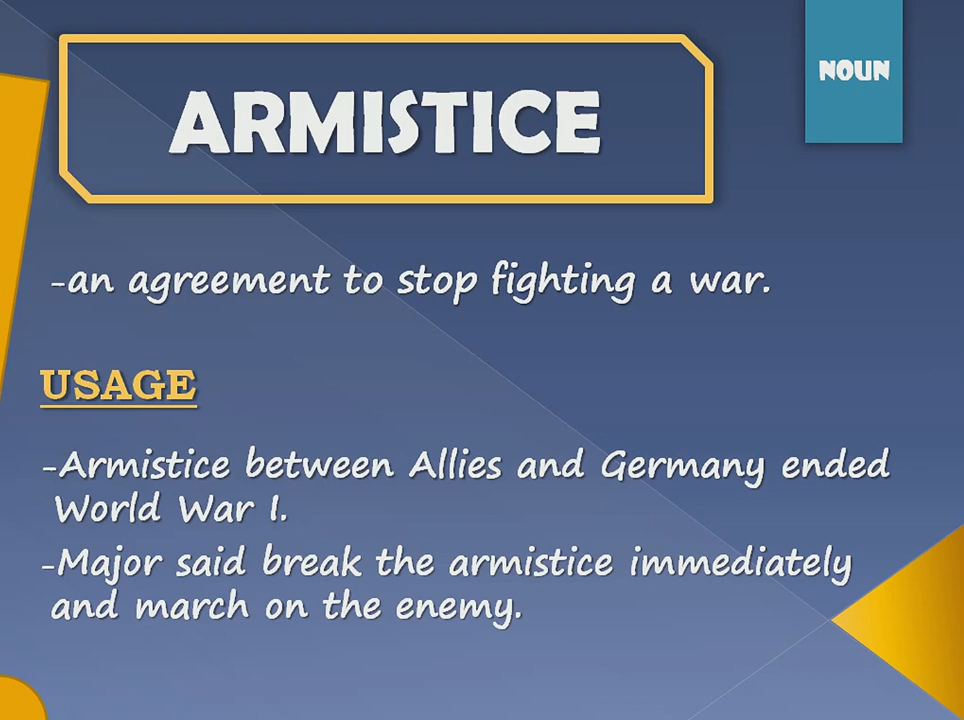 ARMISTICE
NOUN
-an agreement to stop fighting a war.
USAGE
-Armistice between Allies and Germany ended
World War I.
-Major said break the armistice immediately
and march on the enemy.